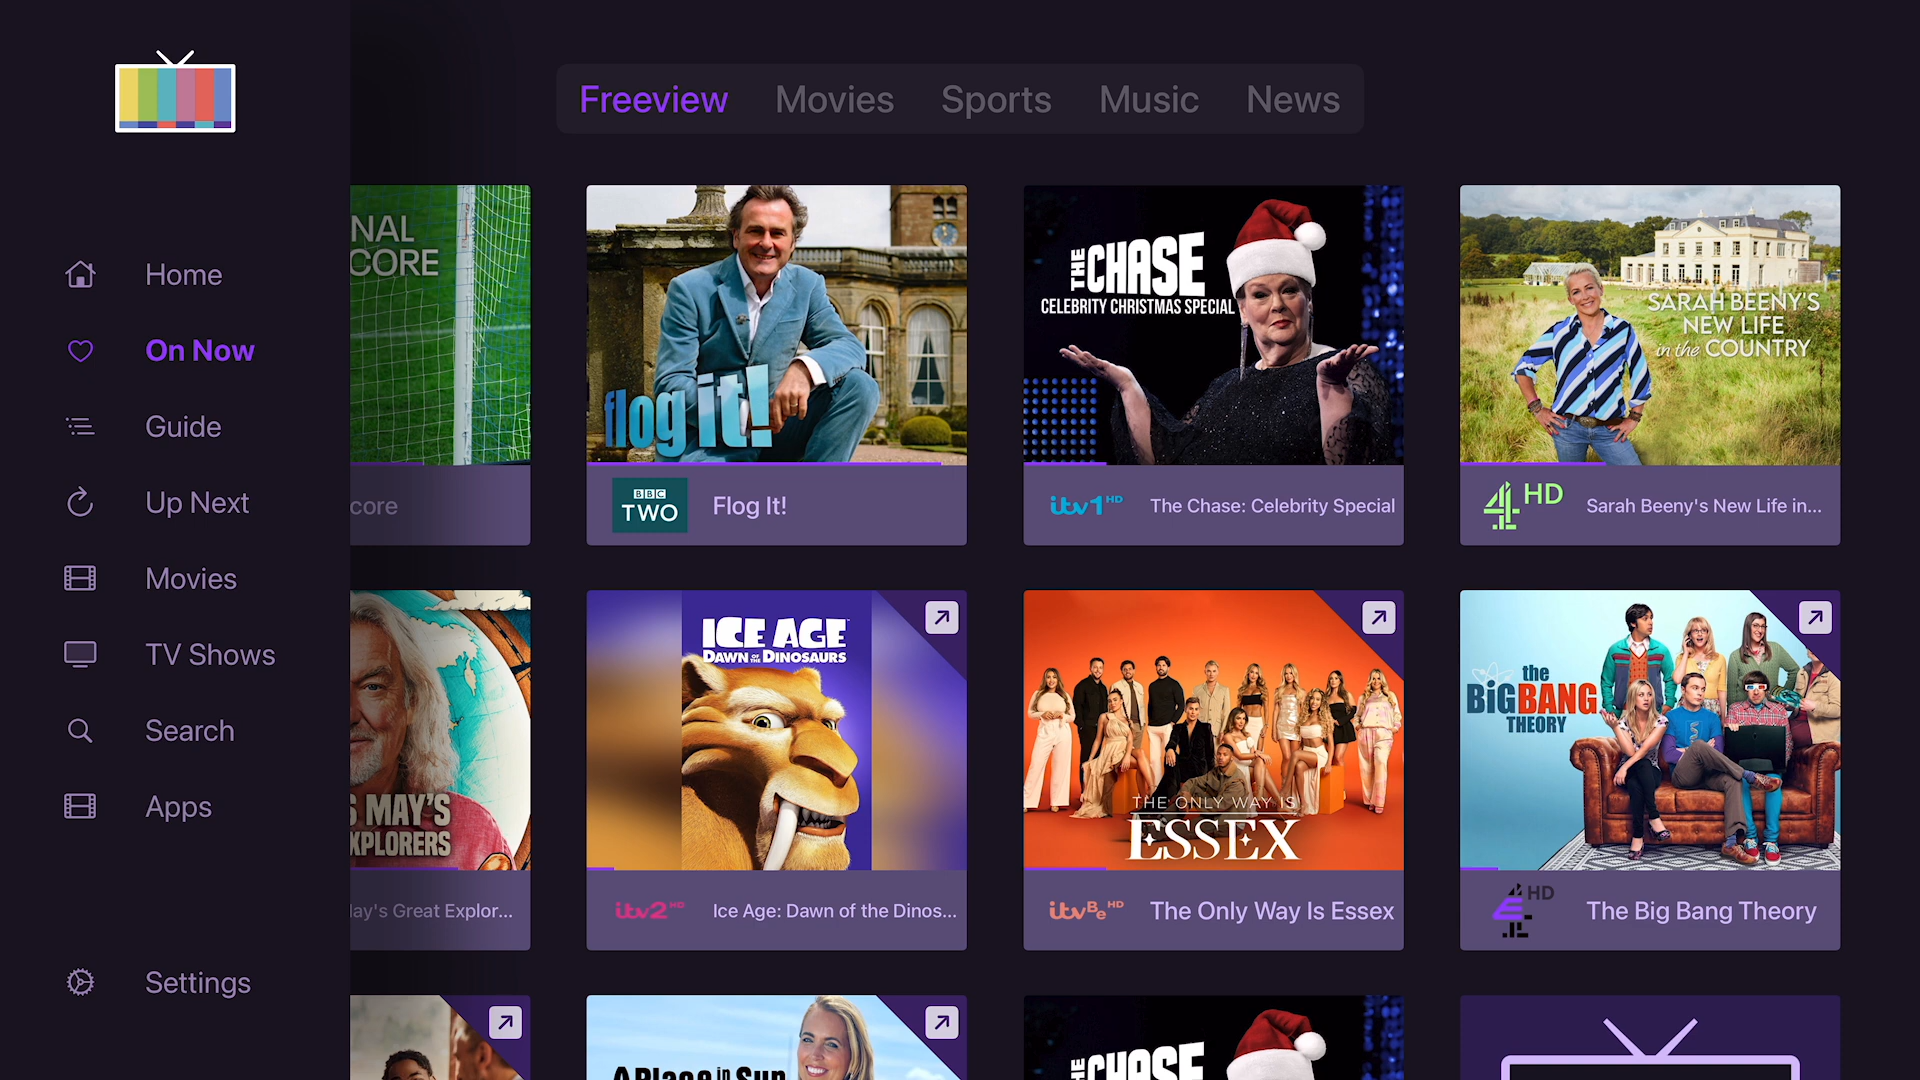 Freeview Movies Sports Music News
Home
On Now
Guide
Up Next
Movies
TV Shows
Search
Apps
Settings
NAL
CORE
core
flog it!
BBC
TWO
Flog It!
THE CHASE
CELEBRITY CHRISTMAS SPECIAL
itv1 HD
The Chase: Celebrity Special
SARAH BEENY'S
NEW LIFE
in the COUNTRY
4 HD
Sarah Beeny's New Life in...
MAY'S
XPLORERS
lay's Great Explor...
ICE AGE
DAWN OF THE DINOSAURS
itv2 HD
Ice Age: Dawn of the Dinos...
THE ONLY WAY IS
ESSEX
itvBe HD
The Only Way Is Essex
the
BIG BANG
THEORY
4 HD
The Big Bang Theory
A Place in Sun
THE CHASE